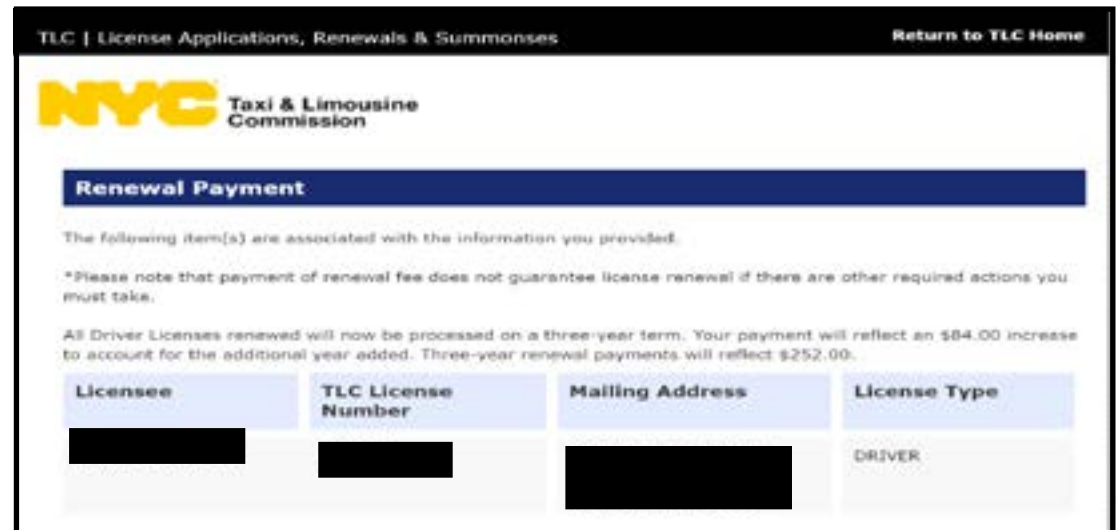 TLC | License Applications, Renewals & Summonses
Return to TLC Home
NYC
Taxi & Limousine
Commission
Renewal Payment
The following item(s) are associated with the information you provided.
*Please note that payment of renewal fee does not guarantee license renewal if there are other required actions you
must take.
All Driver Licenses renewed will now be processed on a three-year term. Your payment will reflect an $84.00 increase
to account for the additional year added. Three-year renewal payments will reflect $252.00.
Licensee
TLC License
Number
Mailing Address
License Type
DRIVER